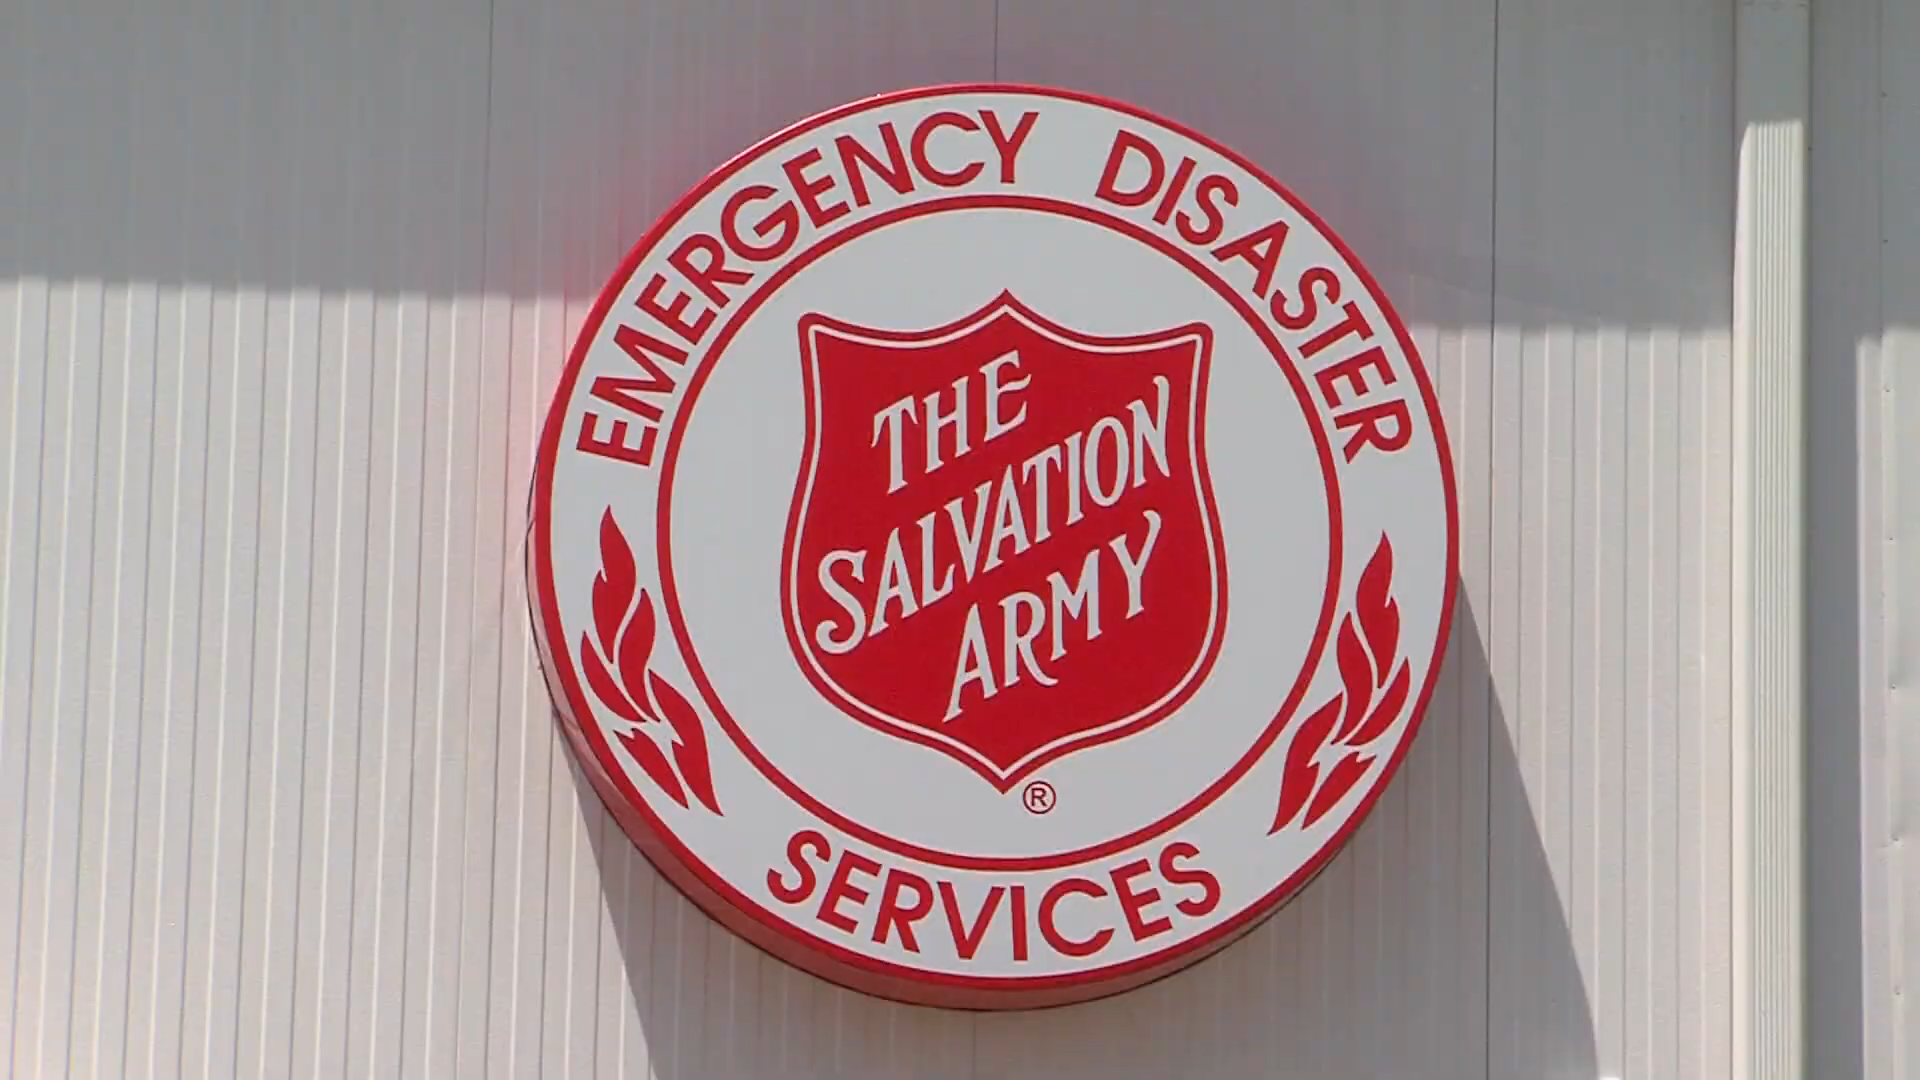 EMERGENCY DISASTER
THE
SALVATION
ARMY
®
SERVICES